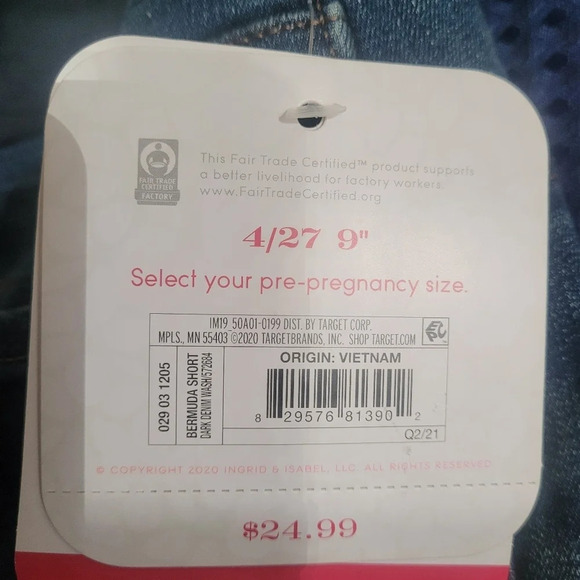 This Fair Trade Certified™ product supports
a better livelihood for factory workers.
www.FairTradeCertified.org
FAIR TRADE
CERTIFIED
FACTORY
4/27 9"
Select your pre-pregnancy size.
IM19_50A01-0199 DIST. BY TARGET CORP.
MPLS., MN 55403 ©2020 TARGETBRANDS, INC. SHOP TARGET.COM
029 03 1205
BERMUDA SHORT
DARK DENIM WASH/572684
ORIGIN: VIETNAM
8 29576 81390 2
Q2/21
© COPYRIGHT 2020 INGRID & ISABEL, LLC. ALL RIGHTS RESERVED
$24.99